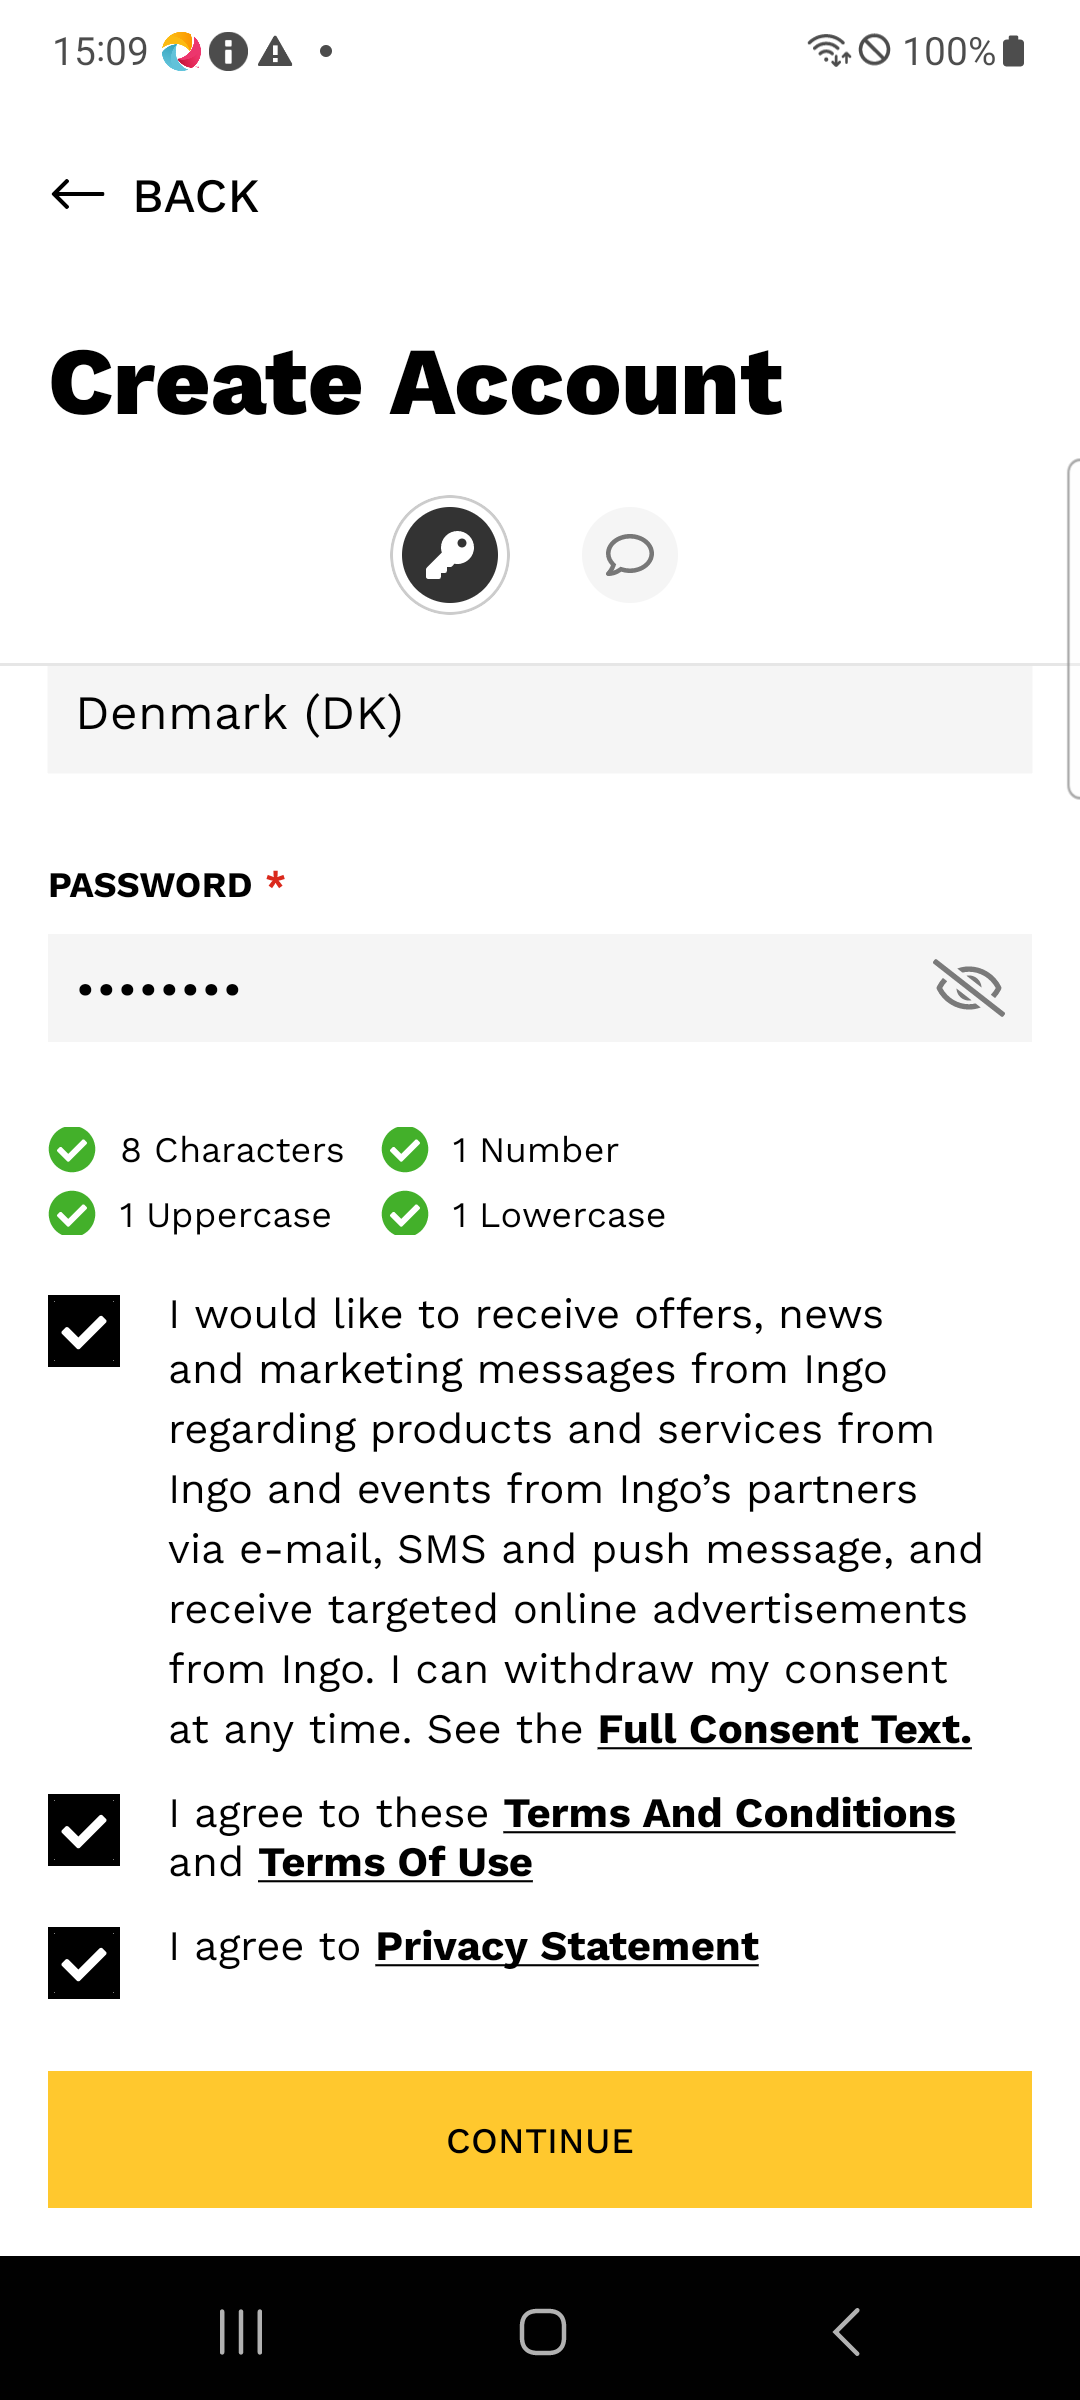 15:09
100%
BACK
Create Account
Denmark (DK)
PASSWORD *
••••••••
8 Characters
1 Number
1 Uppercase
1 Lowercase
I would like to receive offers, news
and marketing messages from Ingo
regarding products and services from
Ingo and events from Ingo’s partners
via e-mail, SMS and push message, and
receive targeted online advertisements
from Ingo. I can withdraw my consent
at any time. See the Full Consent Text.
I agree to these Terms And Conditions
and Terms Of Use
I agree to Privacy Statement
CONTINUE